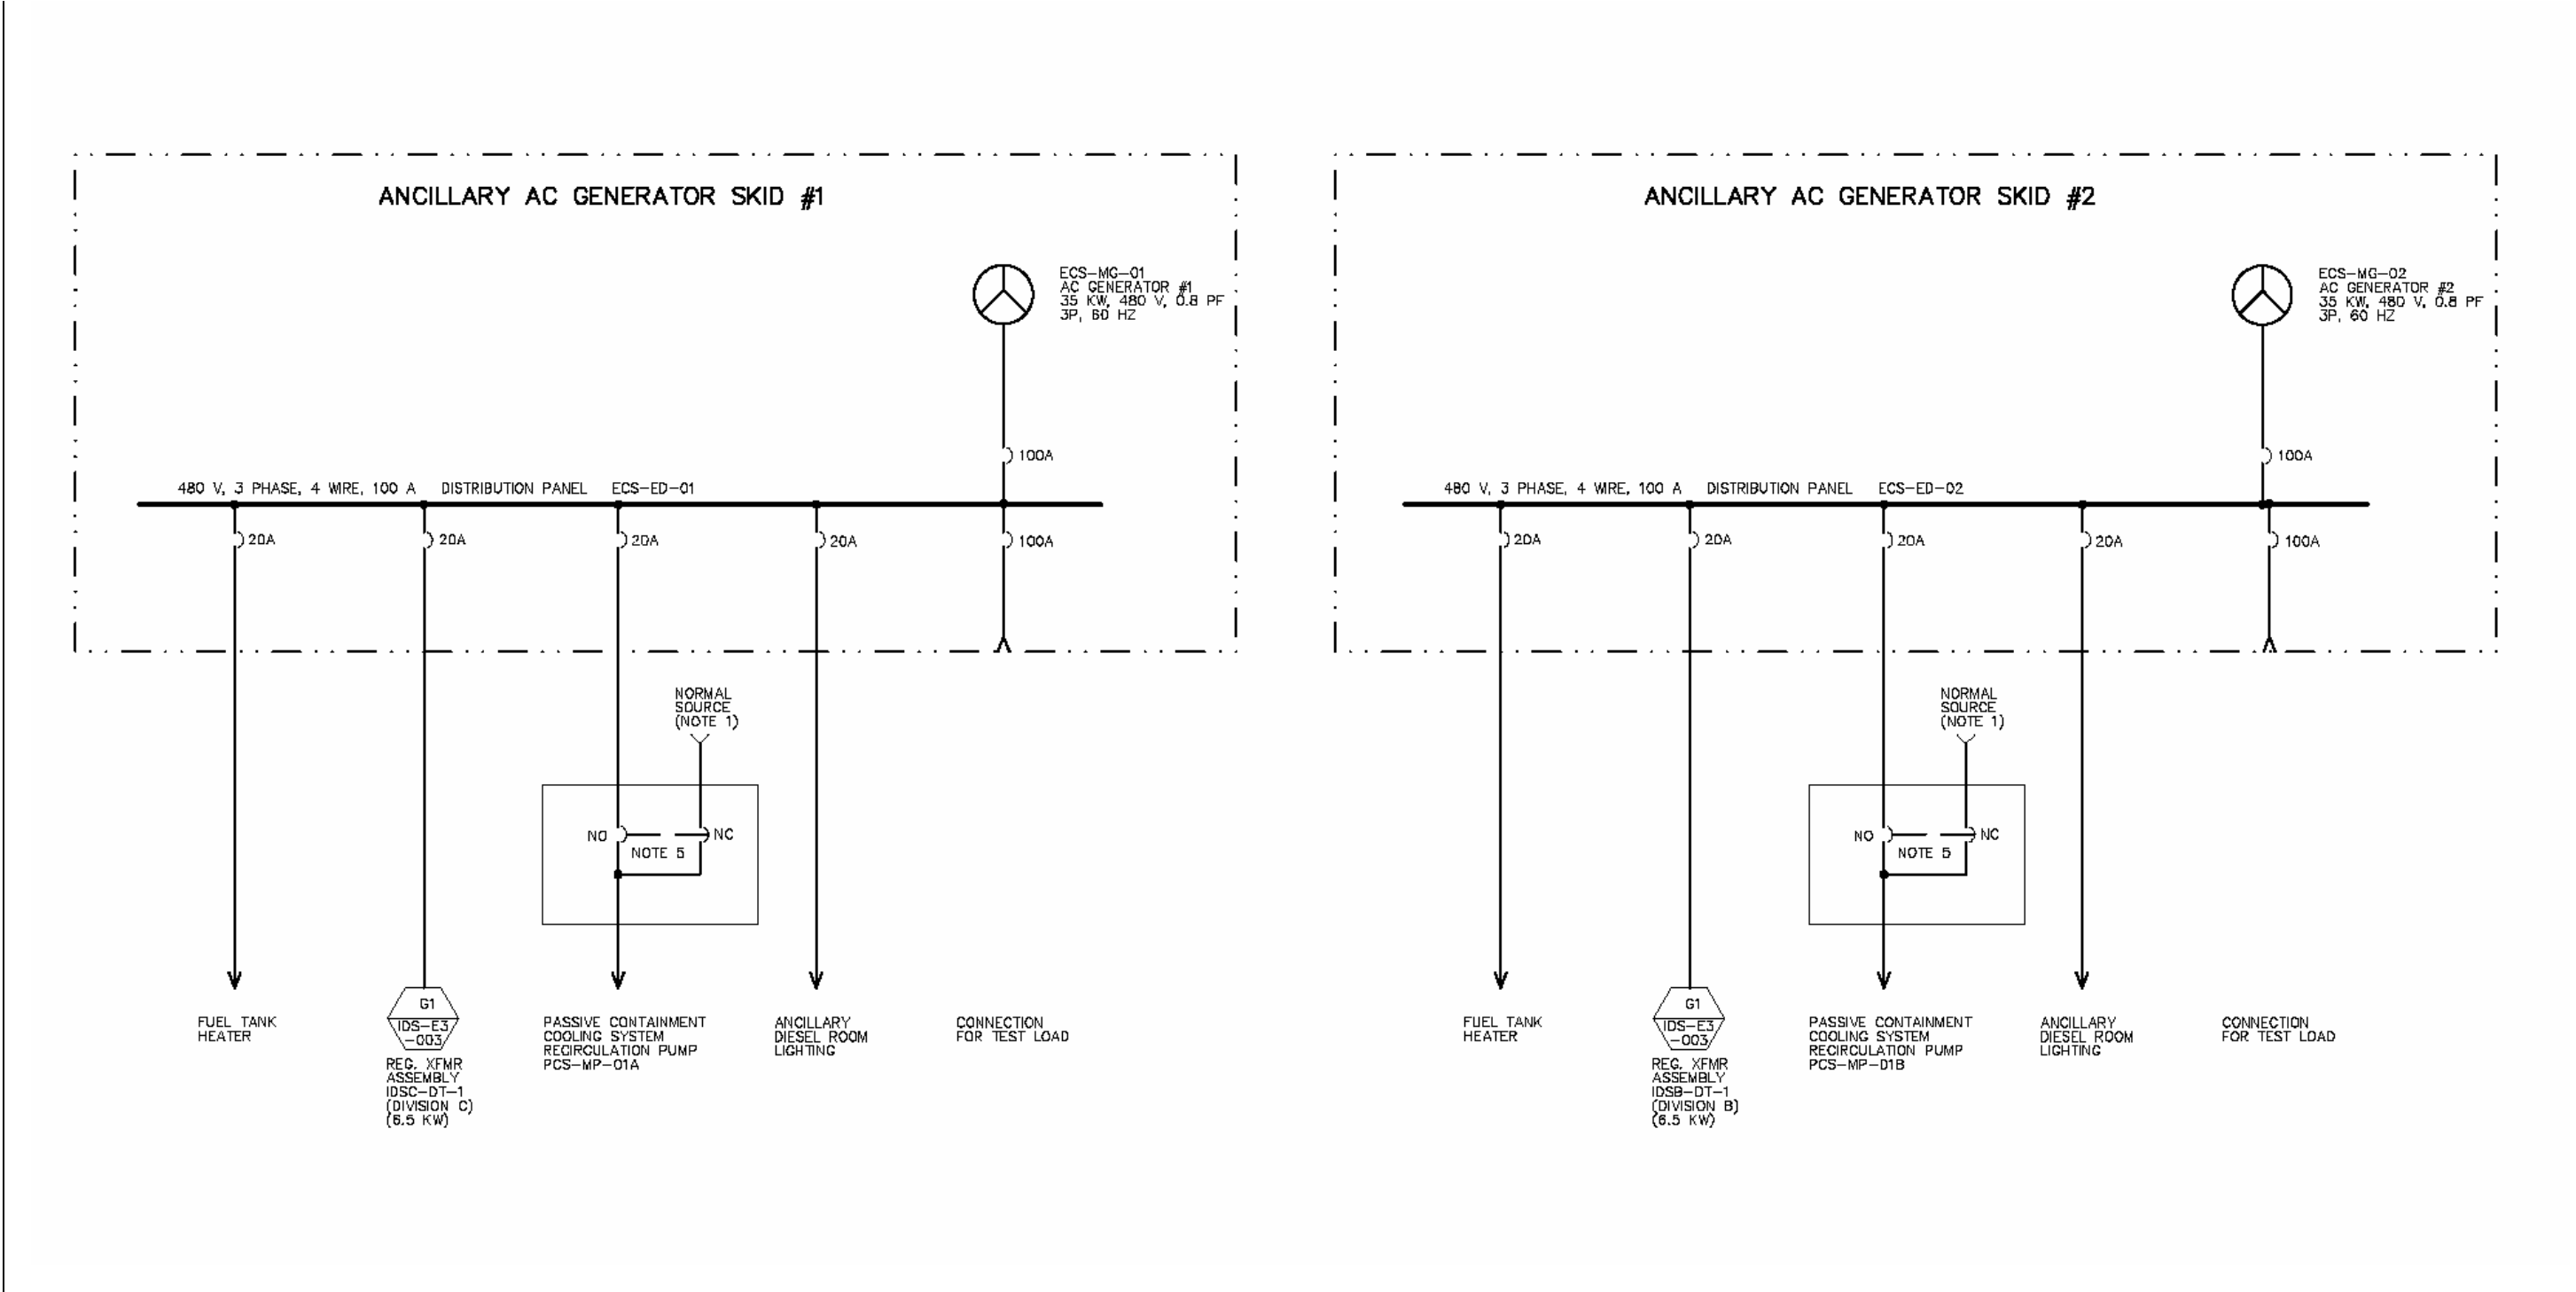 ANCILLARY AC GENERATOR SKID #1
ECS-MG-01
AC GENERATOR #1
35 KW, 480 V, 0.8 PF
3P, 60 HZ
100A
480 V, 3 PHASE, 4 WIRE, 100 A DISTRIBUTION PANEL ECS-ED-01
20A
20A
20A
20A
100A
NORMAL
SOURCE
(NOTE 1)
NO
NC
NOTE 5
FUEL TANK
HEATER
G1
IDS-E3
-003
REG. XFMR
ASSEMBLY
IDSC-DT-1
(DIVISION C)
(6.5 KW)
PASSIVE CONTAINMENT
COOLING SYSTEM
RECIRCULATION PUMP
PCS-MP-01A
ANCILLARY
DIESEL ROOM
LIGHTING
CONNECTION
FOR TEST LOAD
ANCILLARY AC GENERATOR SKID #2
ECS-MG-02
AC GENERATOR #2
35 KW, 480 V, 0.8 PF
3P, 60 HZ
100A
480 V, 3 PHASE, 4 WIRE, 100 A DISTRIBUTION PANEL ECS-ED-02
20A
20A
20A
20A
100A
NORMAL
SOURCE
(NOTE 1)
NO
NC
NOTE 5
FUEL TANK
HEATER
G1
IDS-E3
-003
REG. XFMR
ASSEMBLY
IDSB-DT-1
(DIVISION B)
(6.5 KW)
PASSIVE CONTAINMENT
COOLING SYSTEM
RECIRCULATION PUMP
PCS-MP-01B
ANCILLARY
DIESEL ROOM
LIGHTING
CONNECTION
FOR TEST LOAD